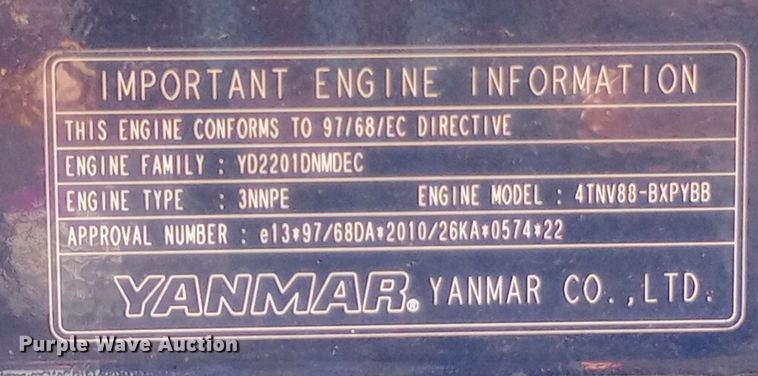 IMPORTANT ENGINE INFORMATION
THIS ENGINE CONFORMS TO 97/68/EC DIRECTIVE
ENGINE FAMILY : YD2201DNMDEC
ENGINE TYPE : 3NNPE ENGINE MODEL : 4TNV88-BXPYBB
APPROVAL NUMBER : e13*97/68DA*2010/26KA*0574*22
YANMAR® YANMAR CO.,LTD.
Purple Wave Auction